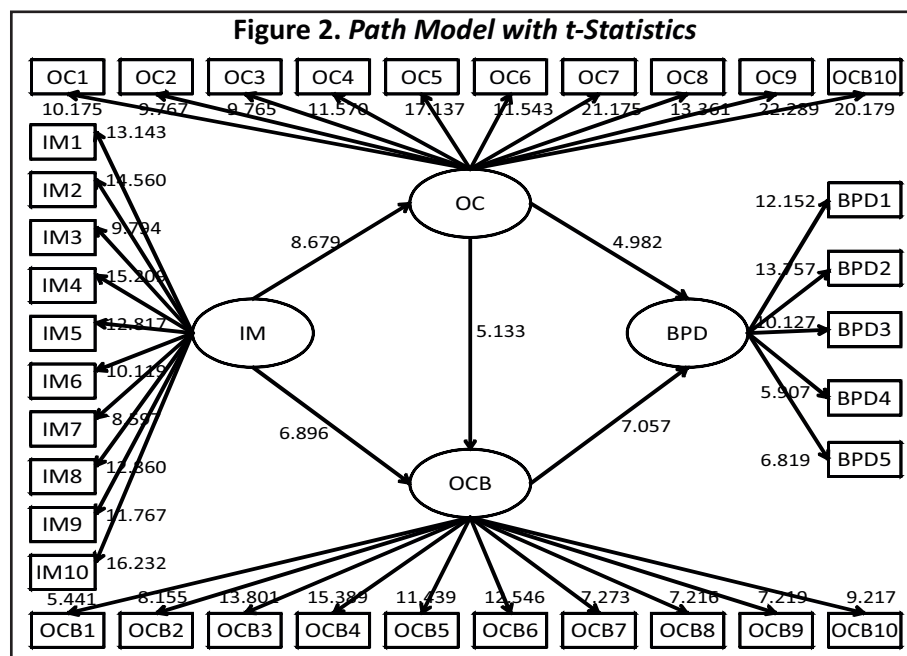 Figure 2. Path Model with t-Statistics
OC1 OC2 OC3 OC4 OC5 OC6 OC7 OC8 OC9 OCB10
10.175 9.767 9.765 11.570 17.137 11.543 21.175 13.361 22.289 20.179
IM1 13.143
IM2 14.560
IM3 9.794
IM4 15.209
IM5 12.817
IM6 10.119
IM7 8.597
IM8 12.860
IM9 11.767
IM10 16.232
OC
8.679 4.982
IM 5.133 BPD
6.896 7.057
OCB
12.152 BPD1
13.757 BPD2
10.127 BPD3
5.907 BPD4
6.819 BPD5
5.441 8.155 13.801 15.389 11.439 12.546 7.273 7.216 7.219 9.217
OCB1 OCB2 OCB3 OCB4 OCB5 OCB6 OCB7 OCB8 OCB9 OCB10